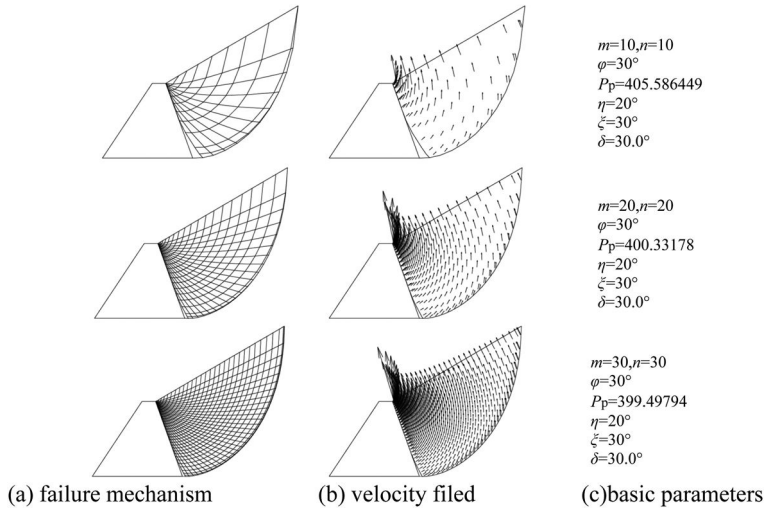 m=10,n=10
φ=30°
Pp=405.586449
η=20°
ξ=30°
δ=30.0°
m=20,n=20
φ=30°
Pp=400.33178
η=20°
ξ=30°
δ=30.0°
m=30,n=30
φ=30°
Pp=399.49794
η=20°
ξ=30°
δ=30.0°
(a) failure mechanism
(b) velocity filed
(c)basic parameters